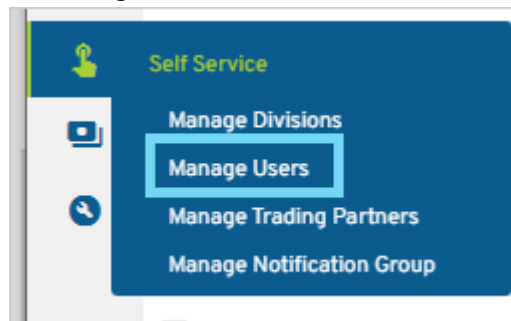 Self Service
Manage Divisions
Manage Users
Manage Trading Partners
Manage Notification Group